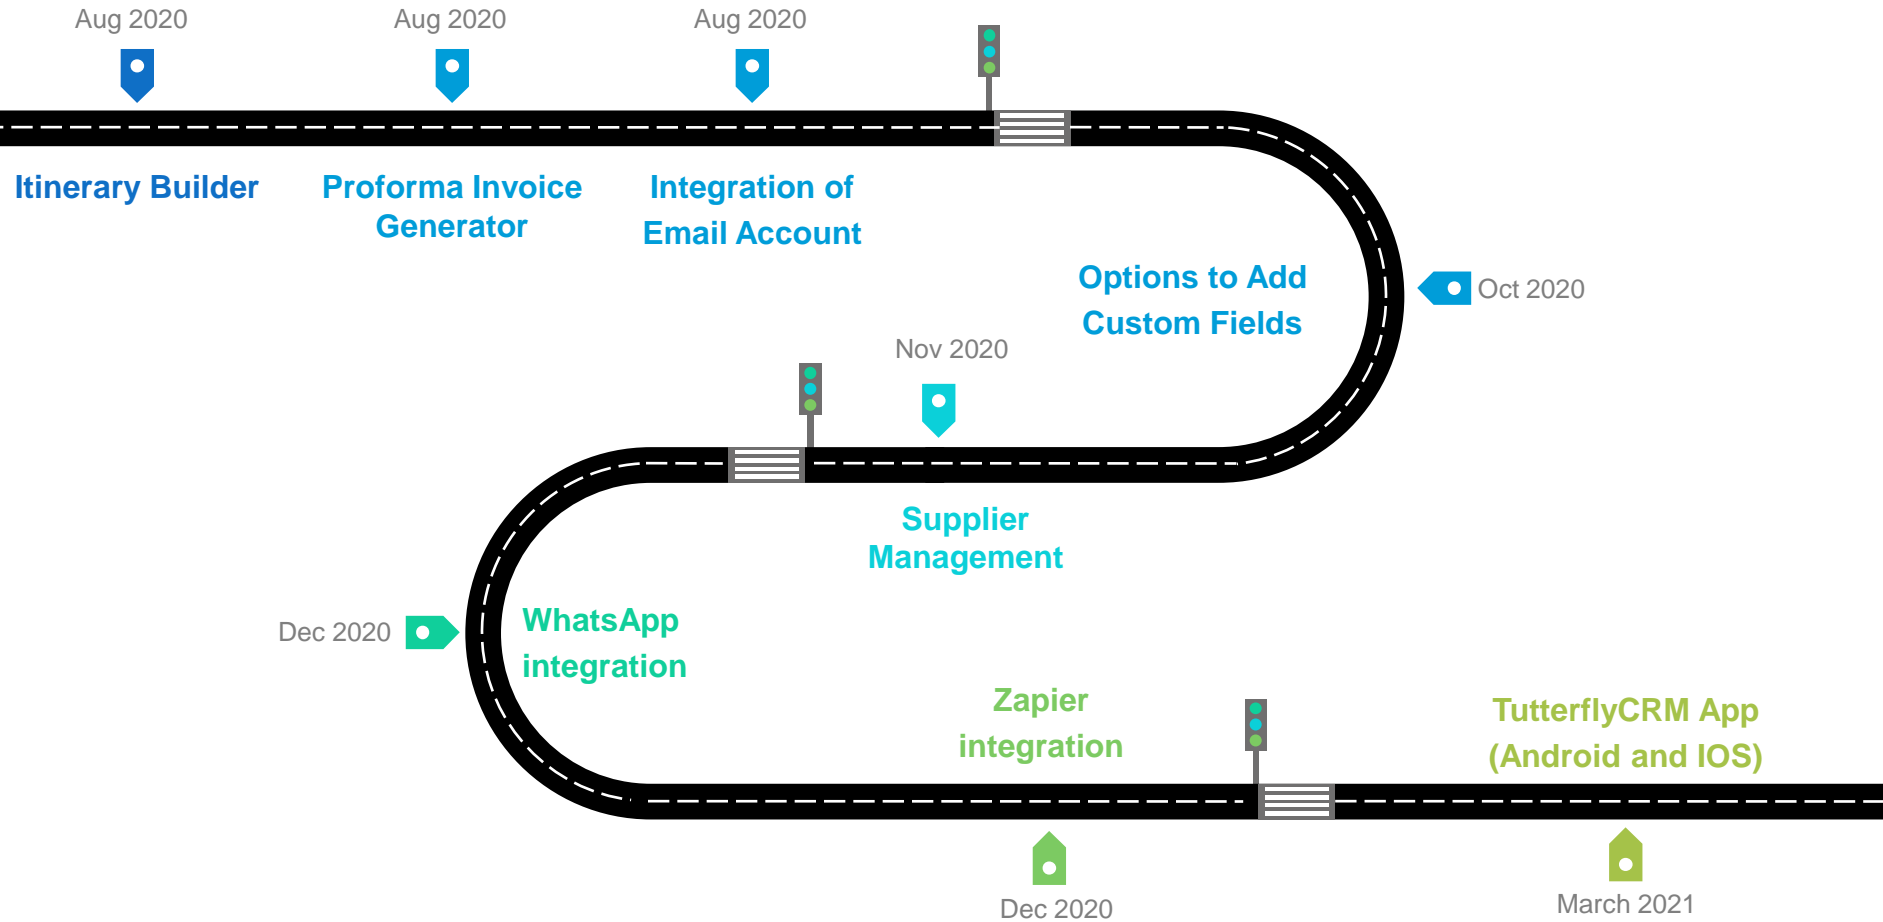 Aug 2020
Aug 2020
Aug 2020
Itinerary Builder
Proforma Invoice
Generator
Integration of
Email Account
Options to Add
Custom Fields
Oct 2020
Nov 2020
Supplier
Management
Dec 2020
WhatsApp
integration
Zapier
integration
Dec 2020
TutterflyCRM App
(Android and IOS)
March 2021